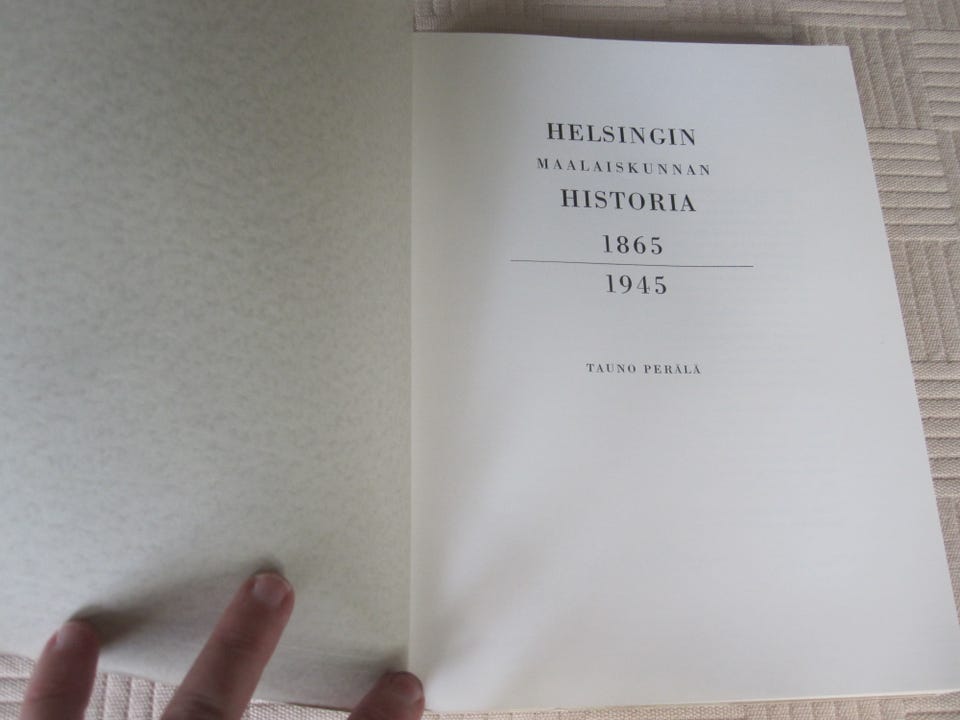 HELSINGIN
MAALAISKUNNAN
HISTORIA
1865
1945
TAUNO PERÄLÄ